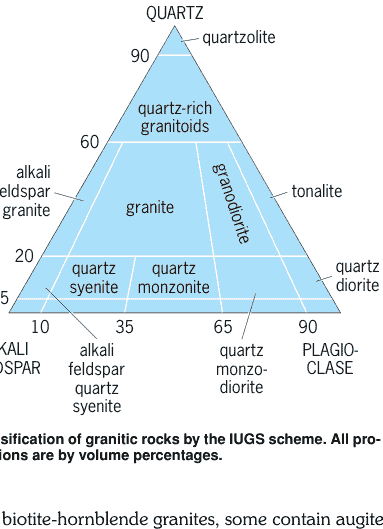 QUARTZ
quartzolite
90
quartz-rich
granitoids
60
alkali
feldspar
granite
granite
granodiorite
tonalite
20
quartz
syenite
quartz
monzonite
quartz
diorite
5
10
35
65
90
alkali
feldspar
quartz
syenite
quartz
monzo-
diorite
PLAGIO-
CLASE
sification of granitic rocks by the IUGS scheme. All pro-
ions are by volume percentages.
biotite-hornblende granites, some contain augite